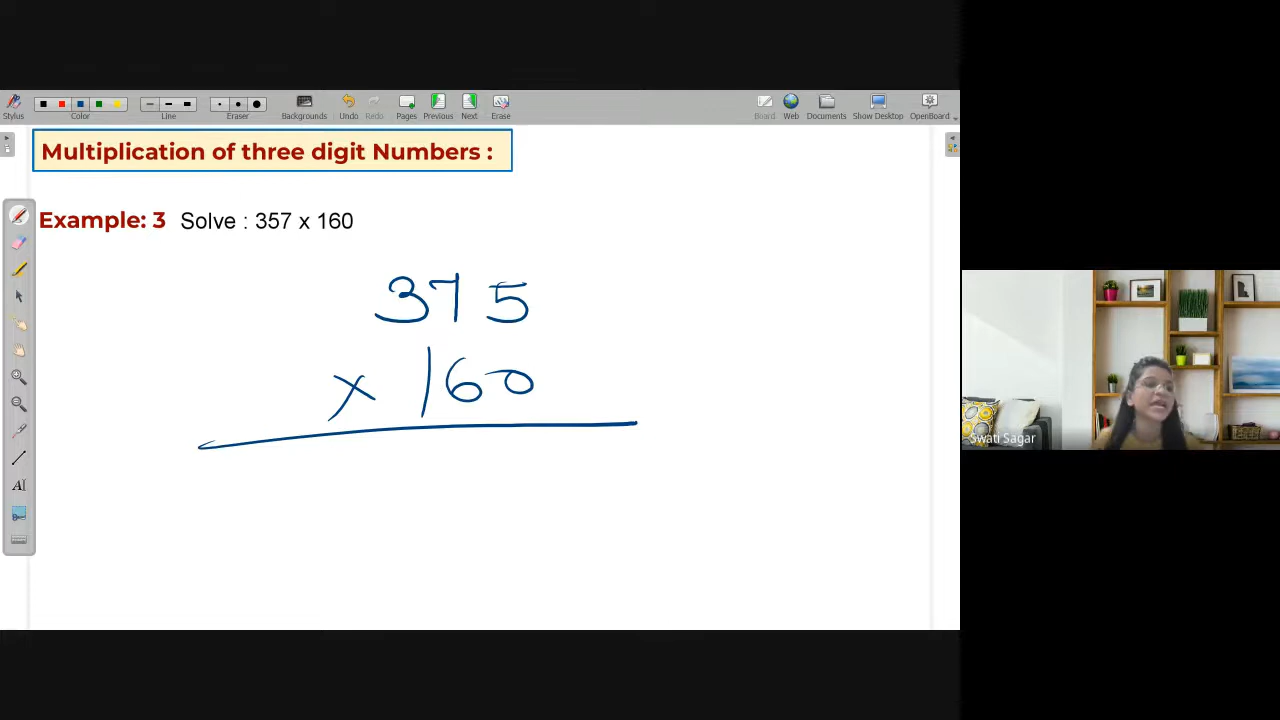 Stylus
Color
Line
Eraser
Backgrounds
Undo
Redo
Pages
Previous
Next
Erase
Board
Web
Documents
Show Desktop
OpenBoard
Multiplication of three digit Numbers :
Example: 3 Solve : 357 x 160
375
x 160
AI
Swati Sagar